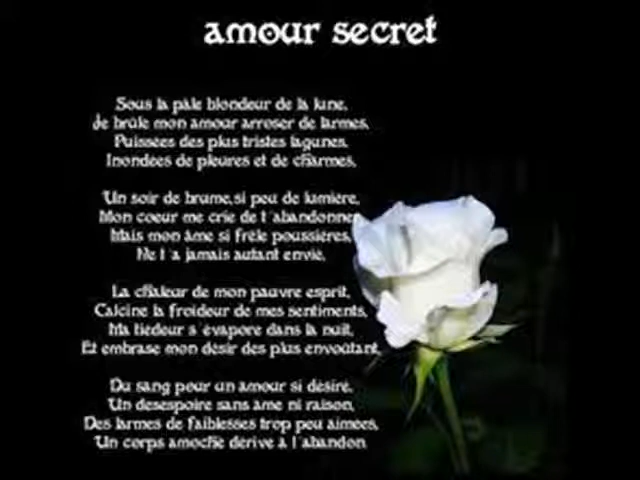 amour secret
Sous la pâle blondeur de la lune,
Je brûle mon amour arroser de larmes,
Puissées des plus tristes lagunes,
Inondées de pleures et de charmes,
Un soir de brume,si peu de lumière,
Mon coeur me crie de t'abandonner
Mais mon âme si frêle poussières,
Ne t'a jamais autant envié,
La chaleur de mon pauvre esprit,
Calcine la froideur de mes sentiments,
Ma tiédeur s'évapore dans la nuit,
Et embrase mon désir des plus envoûtant,
Du sang pour un amour si désiré,
Un desespoire sans âme ni raison,
Des larmes de faiblesses trop peu aimées,
Un corps amoché dérive à l'abandon